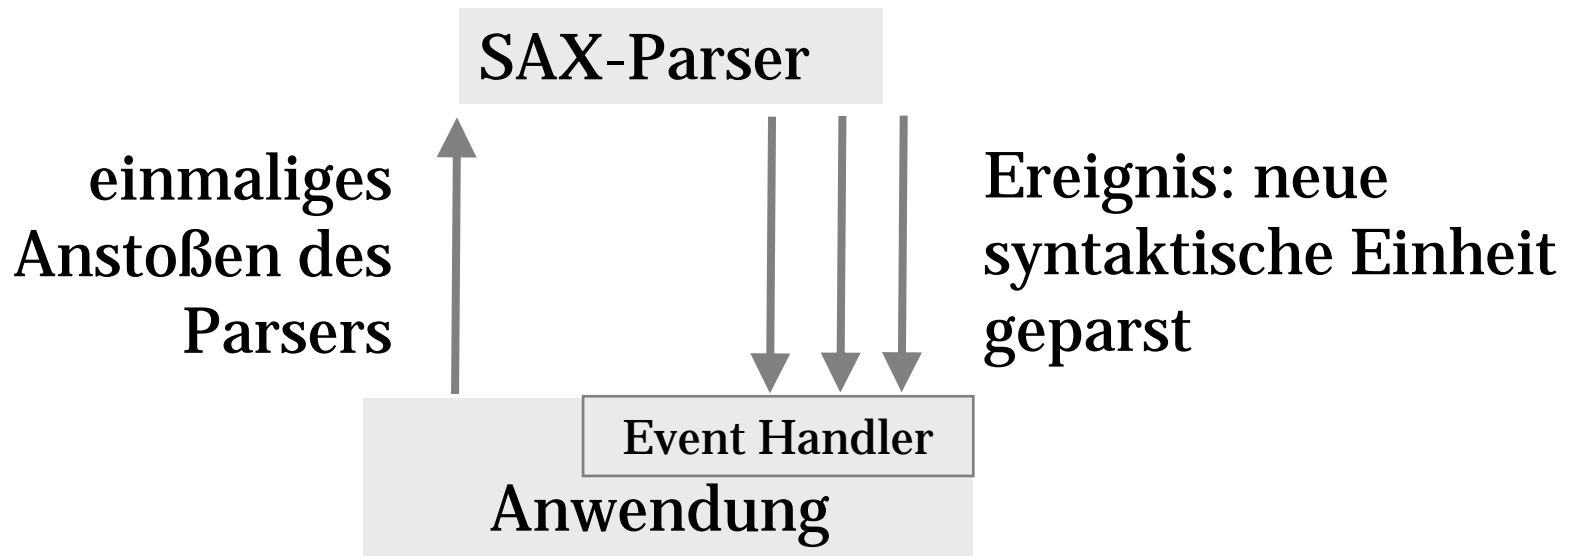 SAX-Parser
einmaliges
Anstoßen des
Parsers
Ereignis: neue
syntaktische Einheit
geparst
Event Handler
Anwendung